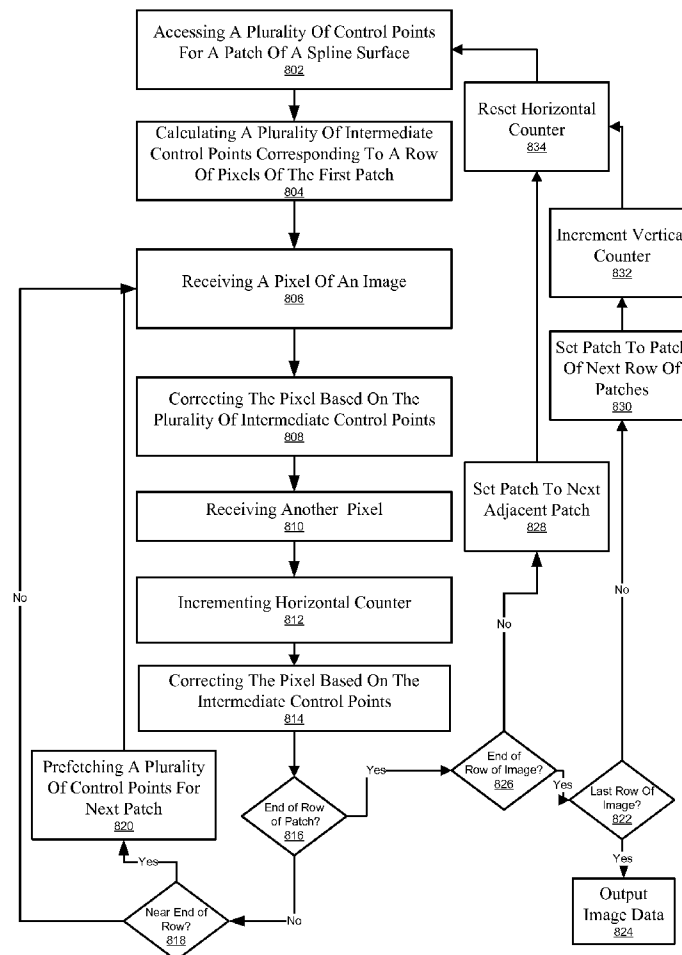 Accessing A Plurality Of Control Points
For A Patch Of A Spline Surface
802
Calculating A Plurality Of Intermediate
Control Points Corresponding To A Row
Of Pixels Of The First Patch
804
Receiving A Pixel Of An Image
806
Correcting The Pixel Based On The
Plurality Of Intermediate Control Points
808
Receiving Another Pixel
810
Incrementing Horizontal Counter
812
Correcting The Pixel Based On The
Intermediate Control Points
814
End of Row
of Patch?
816
No
Yes
Near End of
Row?
818
Yes
No
Prefetching A Plurality
Of Control Points For
Next Patch
820
End of
Row of Image?
826
No
Yes
Set Patch To Next
Adjacent Patch
828
Last Row Of
Image?
822
No
Yes
Output
Image Data
824
Set Patch To Patch
Of Next Row Of
Patches
830
Increment Vertica
Counter
832
Reset Horizontal
Counter
834